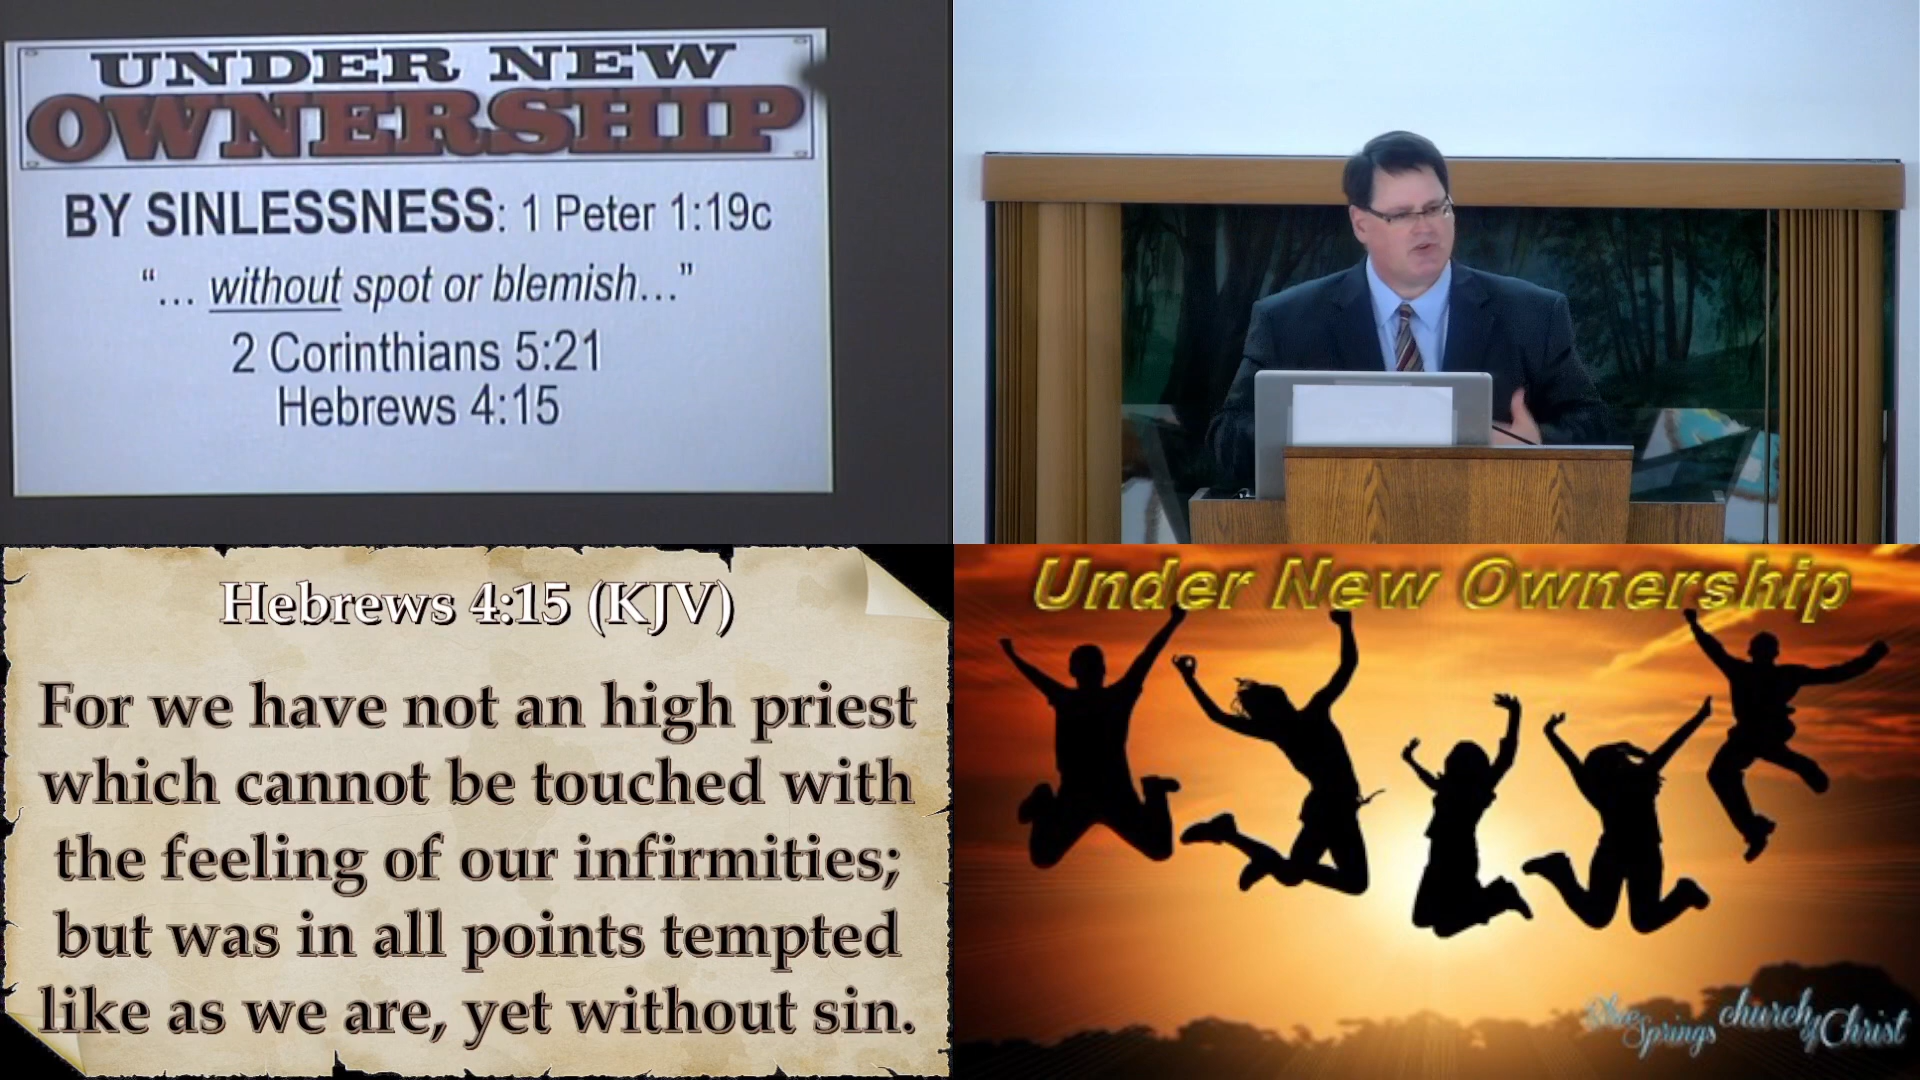 UNDER NEW
OWNERSHIP
BY SINLESSNESS: 1 Peter 1:19c
“... without spot or blemish...”
2 Corinthians 5:21
Hebrews 4:15
Hebrews 4:15 (KJV)
For we have not an high priest
which cannot be touched with
the feeling of our infirmities;
but was in all points tempted
like as we are, yet without sin.
Under New Ownership
Blue Springs church of Christ